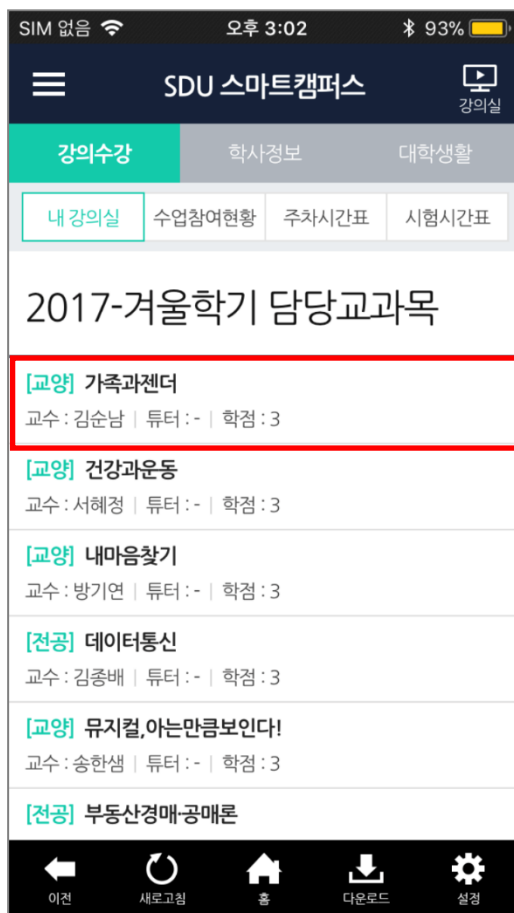 SIM 없음 오후 3:02 93%
SDU 스마트캠퍼스 강의실
강의수강 학사정보 대학생활
내 강의실 수업참여현황 주차시간표 시험시간표
2017-겨울학기 담당교과목
[교양] 가족과젠더
교수 : 김순남 | 튜터 : - | 학점 : 3
[교양] 건강과운동
교수 : 서혜정 | 튜터 : - | 학점 : 3
[교양] 내마음찾기
교수 : 방기연 | 튜터 : - | 학점 : 3
[전공] 데이터통신
교수 : 김종배 | 튜터 : - | 학점 : 3
[교양] 뮤지컬,아는만큼보인다!
교수 : 송한샘 | 튜터 : - | 학점 : 3
[전공] 부동산경매·공매론
이전 새로고침 홈 다운로드 설정